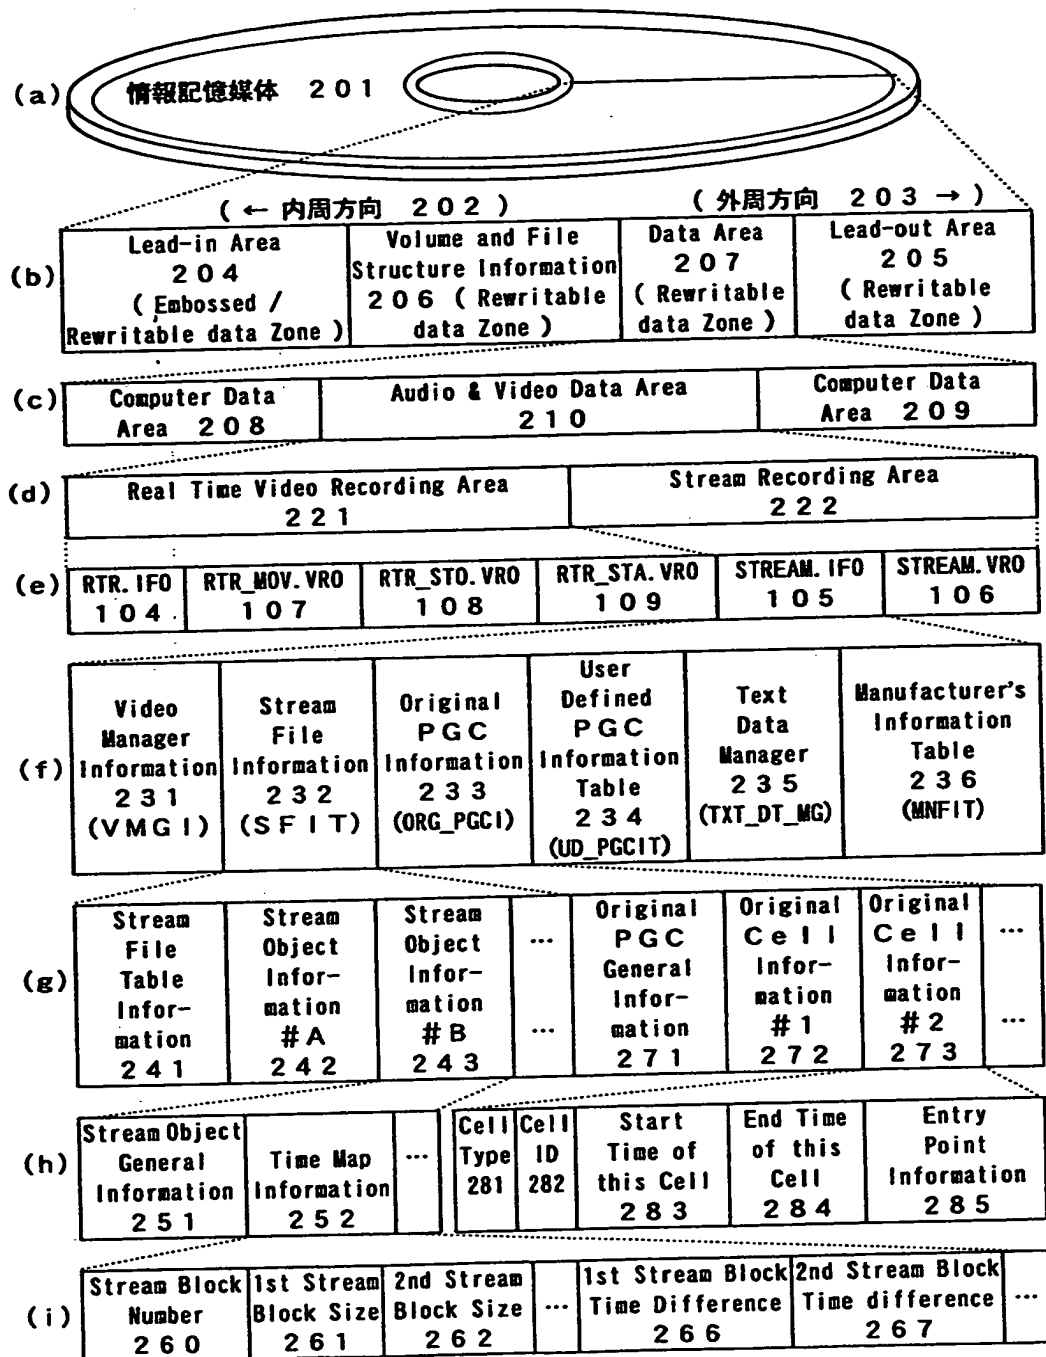 (a)
情報記憶媒体 201
( ← 内周方向 202 )
( 外周方向 203 → )
(b)
Lead-in Area
204
( Embossed /
Rewritable data Zone )
Volume and File
Structure Information
206 ( Rewritable
data Zone )
Data Area
207
( Rewritable
data Zone )
Lead-out Area
205
( Rewritable
data Zone )
(c)
Computer Data
Area 208
Audio & Video Data Area
210
Computer Data
Area 209
(d)
Real Time Video Recording Area
221
Stream Recording Area
222
(e)
RTR.IFO
104
RTR_MOV.VRO
107
RTR_STO.VRO
108
RTR_STA.VRO
109
STREAM.IFO
105
STREAM.VRO
106
(f)
Video
Manager
Information
231
(VMGI)
Stream
File
Information
232
(SFIT)
Original
PGC
Information
233
(ORG_PGCI)
User
Defined
PGC
Information
Table
234
(UD_PGCIT)
Text
Data
Manager
235
(TXT_DT_MG)
Manufacturer's
Information
Table
236
(MNFIT)
(g)
Stream
File
Table
Infor-
mation
241
Stream
Object
Infor-
mation
#A
242
Stream
Object
Infor-
mation
#B
243
...
...
Original
PGC
General
Infor-
mation
271
Original
Cell
Infor-
mation
#1
272
Original
Cell
Infor-
mation
#2
273
...
...
(h)
Stream Object
General
Information
251
Time Map
Information
252
...
Cell
Type
281
Cell
ID
282
Start
Time of
this Cell
283
End Time
of this
Cell
284
Entry
Point
Information
285
(i)
Stream Block
Number
260
1st Stream
Block Size
261
2nd Stream
Block Size
262
...
1st Stream Block
Time Difference
266
2nd Stream Block
Time difference
267
...